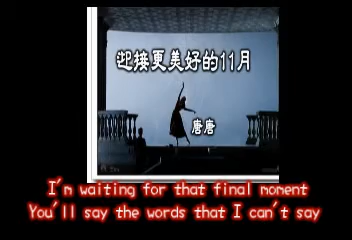 迎接更美好的11月
唐唐
I'm waiting for that final moment
You'll say the words that I can't say